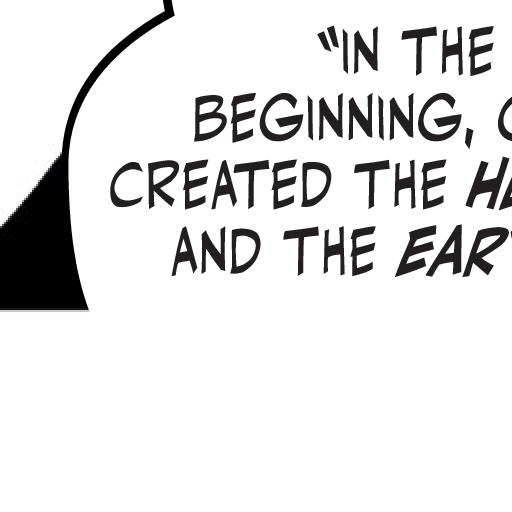 "IN THE
BEGINNING,
CREATED THE
AND THE